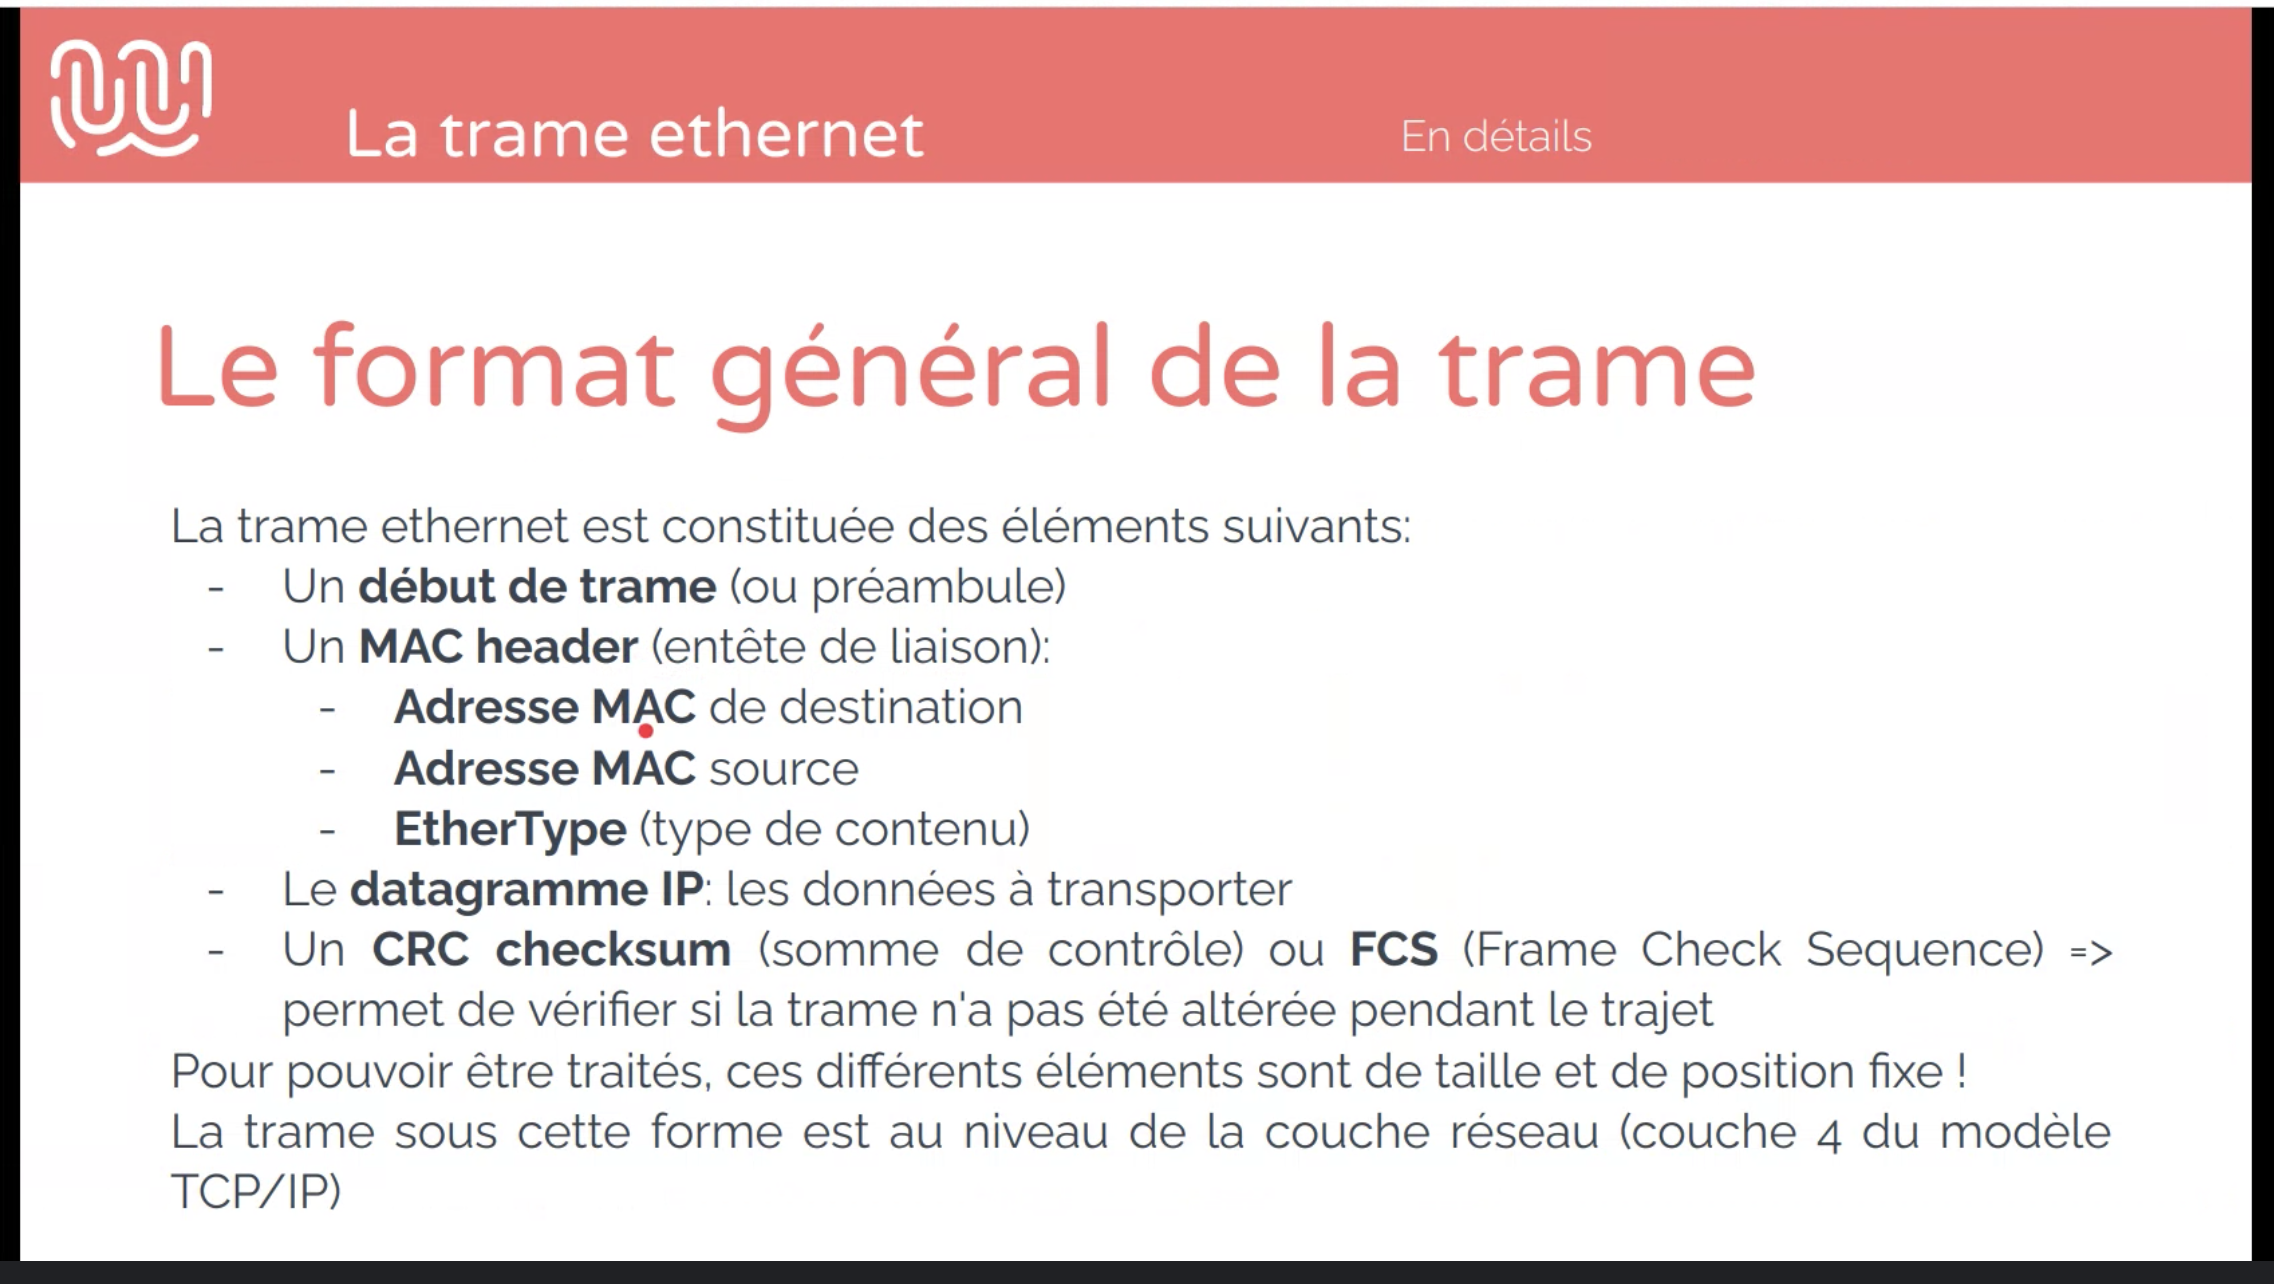 La trame ethernet
En détails
Le format général de la trame
La trame ethernet est constituée des éléments suivants:
- Un début de trame (ou préambule)
- Un MAC header (entête de liaison):
- Adresse MAC de destination
- Adresse MAC source
- EtherType (type de contenu)
- Le datagramme IP: les données à transporter
- Un CRC checksum (somme de contrôle) ou FCS (Frame Check Sequence) =>
permet de vérifier si la trame n'a pas été altérée pendant le trajet
Pour pouvoir être traités, ces différents éléments sont de taille et de position fixe !
La trame sous cette forme est au niveau de la couche réseau (couche 4 du modèle
TCP/IP)